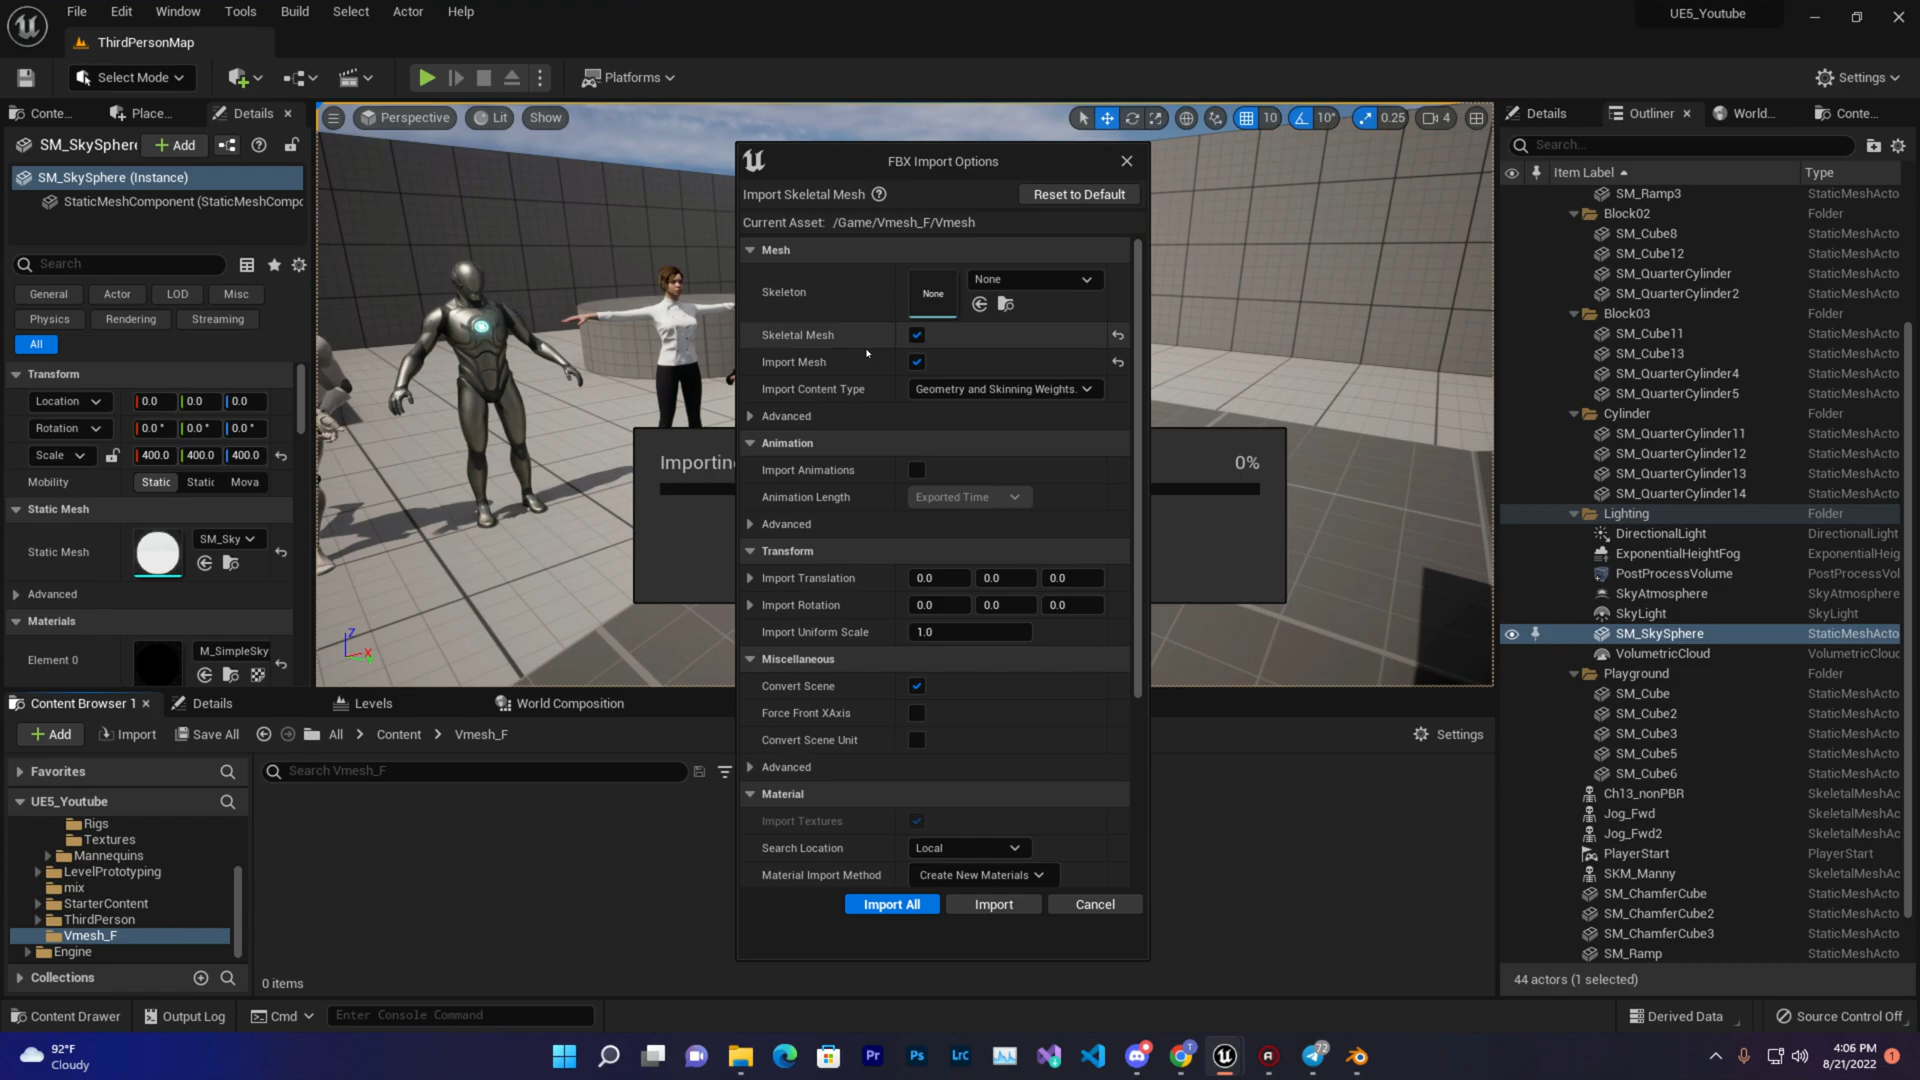 File Edit Window Tools Build Select Actor Help
UE5_Youtube
ThirdPersonMap
Select Mode
Platforms
Settings
Conte...
Place...
Details
SM_SkySpher
Add
SM_SkySphere (Instance)
StaticMeshComponent (StaticMeshCompo
Search
General Actor LOD Misc
Physics Rendering Streaming
All
Transform
Location 0.0 0.0 0.0
Rotation 0.0 ° 0.0 ° 0.0 °
Scale 400.0 400.0 400.0
Mobility Static Static Mova
Static Mesh
Static Mesh
SM_Sky
Advanced
Materials
Element 0
M_SimpleSky
Perspective
Lit
Show
10
10°
0.25
4
Importin
0%
FBX Import Options
Import Skeletal Mesh
Reset to Default
Current Asset: /Game/Vmesh_F/Vmesh
Mesh
Skeleton
None
None
Skeletal Mesh
Import Mesh
Import Content Type Geometry and Skinning Weights.
Advanced
Animation
Import Animations
Animation Length Exported Time
Advanced
Transform
Import Translation 0.0 0.0 0.0
Import Rotation 0.0 0.0 0.0
Import Uniform Scale 1.0
Miscellaneous
Convert Scene
Force Front XAxis
Convert Scene Unit
Advanced
Material
Import Textures
Search Location Local
Material Import Method Create New Materials
Import All Import Cancel
Details
Outliner
World...
Conte...
Search...
Item Label Type
SM_Ramp3 StaticMeshActo
Block02 Folder
SM_Cube8 StaticMeshActo
SM_Cube12 StaticMeshActo
SM_QuarterCylinder StaticMeshActo
SM_QuarterCylinder2 StaticMeshActo
Block03 Folder
SM_Cube11 StaticMeshActo
SM_Cube13 StaticMeshActo
SM_QuarterCylinder4 StaticMeshActo
SM_QuarterCylinder5 StaticMeshActo
Cylinder Folder
SM_QuarterCylinder11 StaticMeshActo
SM_QuarterCylinder12 StaticMeshActo
SM_QuarterCylinder13 StaticMeshActo
SM_QuarterCylinder14 StaticMeshActo
Lighting Folder
DirectionalLight DirectionalLight
ExponentialHeightFog ExponentialHeig
PostProcessVolume PostProcessVol
SkyAtmosphere SkyAtmosphere
SkyLight SkyLight
SM_SkySphere StaticMeshActo
VolumetricCloud VolumetricClouc
Playground Folder
SM_Cube StaticMeshActo
SM_Cube2 StaticMeshActo
SM_Cube3 StaticMeshActo
SM_Cube5 StaticMeshActo
SM_Cube6 StaticMeshActo
Ch13_nonPBR SkeletalMeshAc
Jog_Fwd SkeletalMeshAc
Jog_Fwd2 SkeletalMeshAc
PlayerStart PlayerStart
SKM_Manny SkeletalMeshAc
SM_ChamferCube StaticMeshActo
SM_ChamferCube2 StaticMeshActo
SM_ChamferCube3 StaticMeshActo
SM_Ramp StaticMeshActo
44 actors (1 selected)
Content Browser 1
Details
Levels
World Composition
Add
Import
Save All
All
Content
Vmesh_F
Settings
Favorites
Search Vmesh_F
UE5_Youtube
Rigs
Textures
Mannequins
LevelPrototyping
mix
StarterContent
ThirdPerson
Vmesh_F
Engine
Collections
0 items
Content Drawer
Output Log
Cmd
Enter Console Command
Derived Data
Source Control Off
92°F
Cloudy
Pr
Ps
Lrc
72
4:06 PM
8/21/2022
1